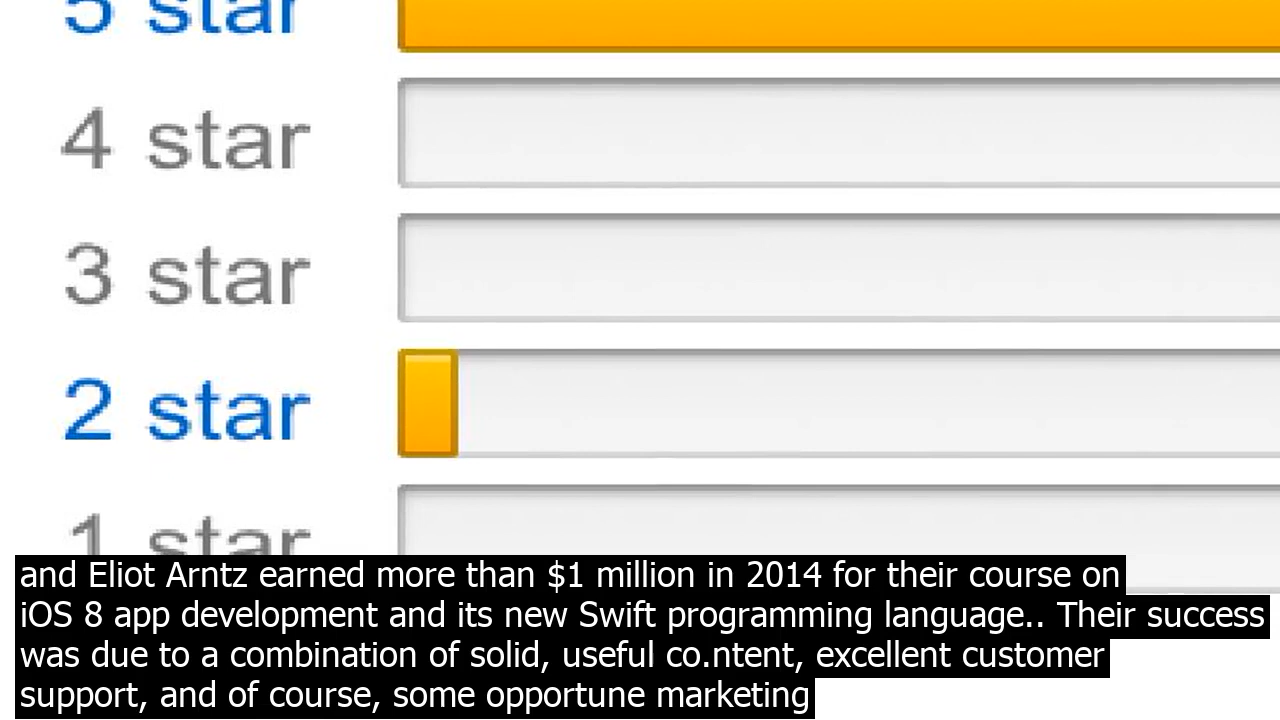 5 star
4 star
3 star
2 star
1 star
and Eliot Arntz earned more than $1 million in 2014 for their course on
iOS 8 app development and its new Swift programming language.. Their success
was due to a combination of solid, useful co.ntent, excellent customer
support, and of course, some opportune marketing